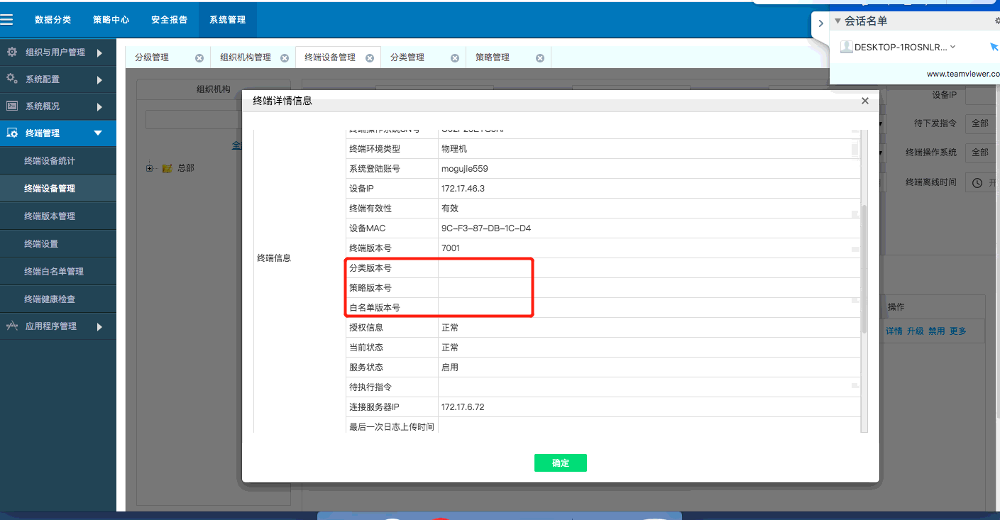 数据分类 策略中心 安全报告 系统管理
会话名单
DESKTOP-1ROSNLR...
www.teamviewer.co
组织与用户管理
系统配置
系统概况
终端管理
终端设备统计
终端设备管理
终端版本管理
终端设置
终端白名单管理
终端健康检查
应用程序管理
分级管理 组织机构管理 终端设备管理 分类管理 策略管理
组织机构
全
总部
终端详情信息
终端信息
终端操作系统SN号
终端环境类型 物理机
系统登陆账号 mogujie559
设备IP 172.17.46.3
终端有效性 有效
设备MAC 9C-F3-87-DB-1C-D4
终端版本号 7001
分类版本号
策略版本号
白名单版本号
授权信息 正常
当前状态 正常
服务状态 启用
待执行指令
连接服务器IP 172.17.6.72
最后一次日志上传时间
确定
设备IP
待下发指令 全部
终端操作系统 全部
终端离线时间 开
操作
详情 升级 禁用 更多